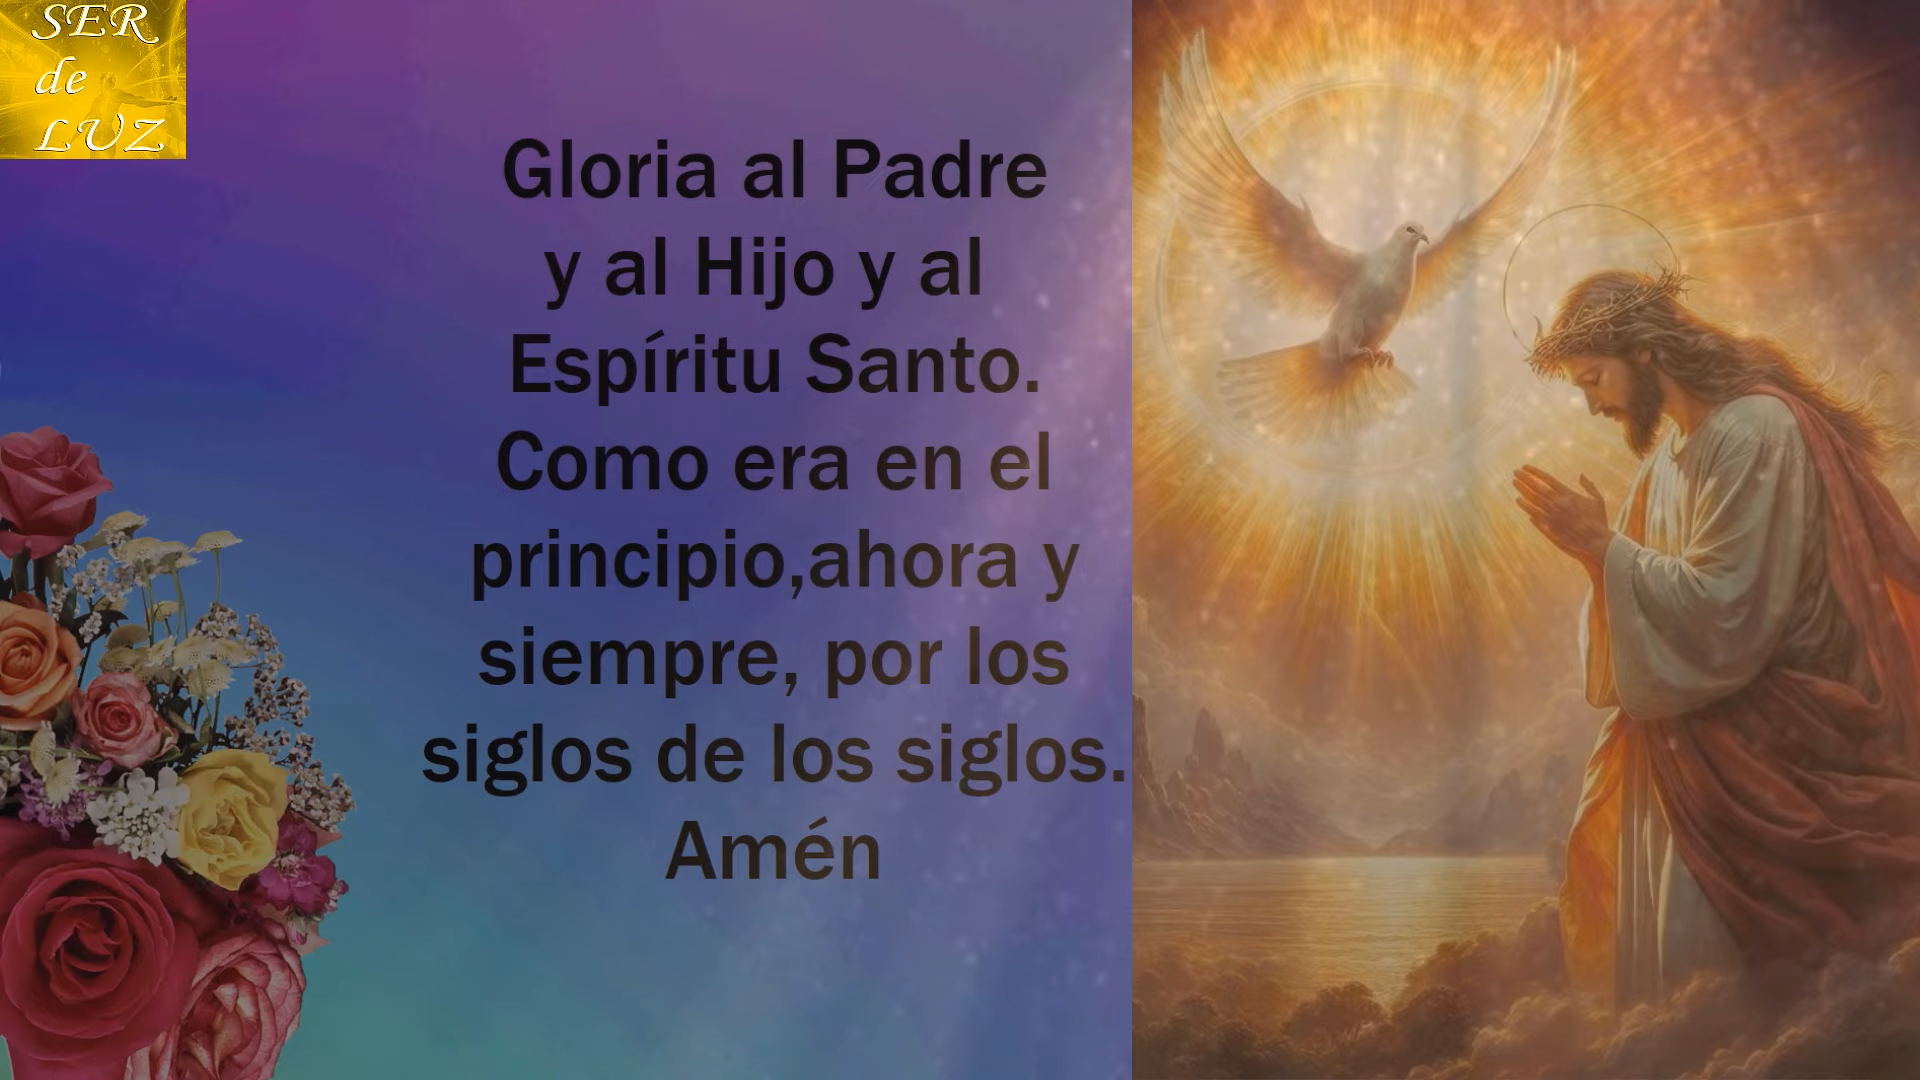 SER
de
LUZ
Gloria al Padre
y al Hijo y al
Espíritu Santo.
Como era en el
principio,ahora y
siempre, por los
siglos de los siglos.
Amén